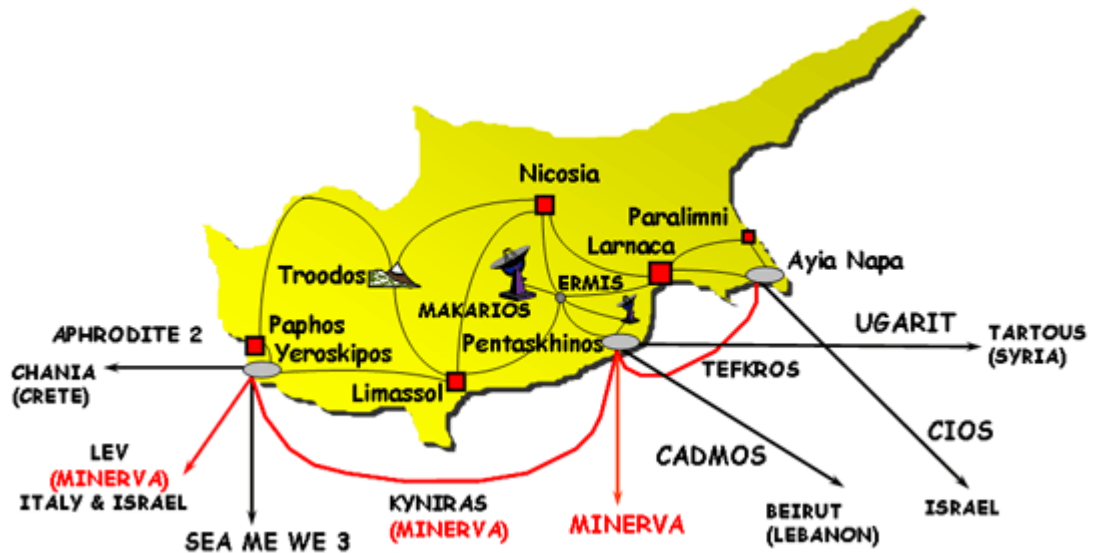 Nicosia
Paralimni
Larnaca
Ayia Napa
Troodos
ERMIS
MAKARIOS
UGARIT
APHRODITE 2
Paphos
TARTOUS
(SYRIA)
Yeroskipos
Pentaskhinos
CHANIA
(CRETE)
TEFKROS
Limassol
CIOS
LEV
(MINERVA)
ITALY & ISRAEL
CADMOS
KYNIRAS
(MINERVA)
MINERVA
BEIRUT
(LEBANON)
ISRAEL
SEA ME WE 3